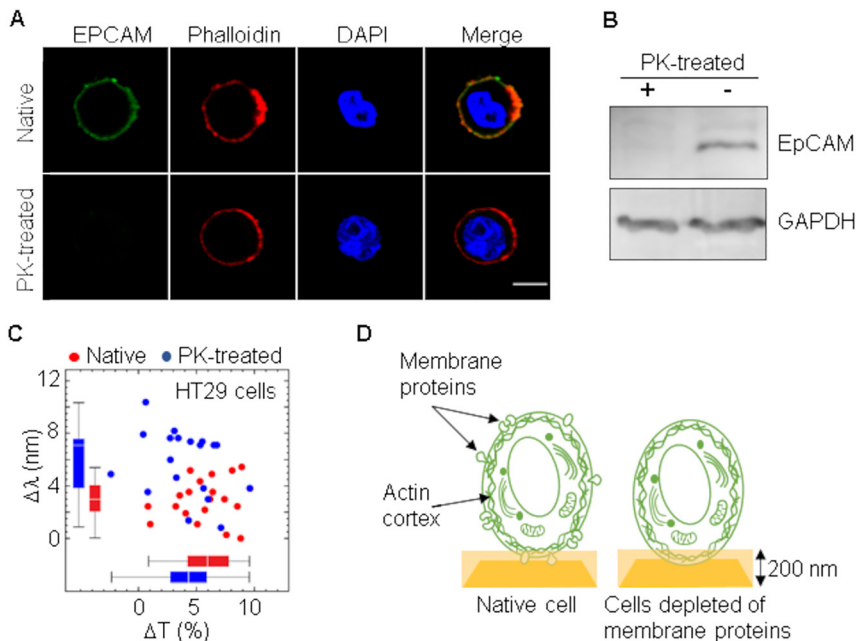 A
EPCAM Phalloidin DAPI Merge
Native
PK-treated
B
PK-treated
+ -
EpCAM
GAPDH
C
Native PK-treated
HT29 cells
12
8
4
0
Δλ (nm)
0 5 10
ΔT (%)
D
Membrane
proteins
Actin
cortex
200 nm
Native cell
Cells depleted of
membrane proteins